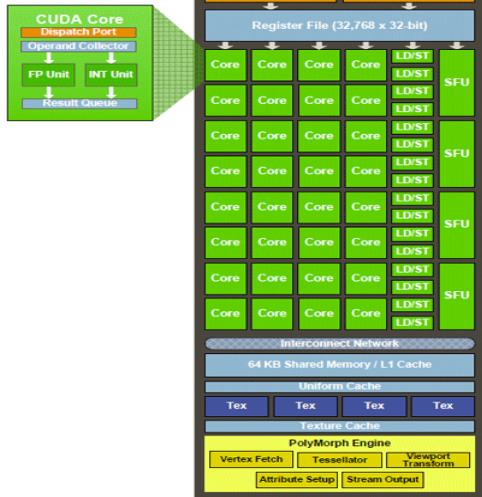 CUDA Core
Dispatch Port
Operand Collector
FP Unit INT Unit
Result Queue
Register File (32,768 x 32-bit)
Core Core Core Core LD/ST
LD/ST
SFU
Core Core Core Core LD/ST
LD/ST
Core Core Core Core LD/ST
LD/ST
SFU
Core Core Core Core LD/ST
LD/ST
Core Core Core Core LD/ST
LD/ST
SFU
Core Core Core Core LD/ST
LD/ST
Core Core Core Core LD/ST
LD/ST
SFU
Core Core Core Core LD/ST
LD/ST
Interconnect Network
64 KB Shared Memory / L1 Cache
Uniform Cache
Tex Tex Tex Tex
Texture Cache
PolyMorph Engine
Vertex Fetch Tessellator Viewport Transform
Attribute Setup Stream Output